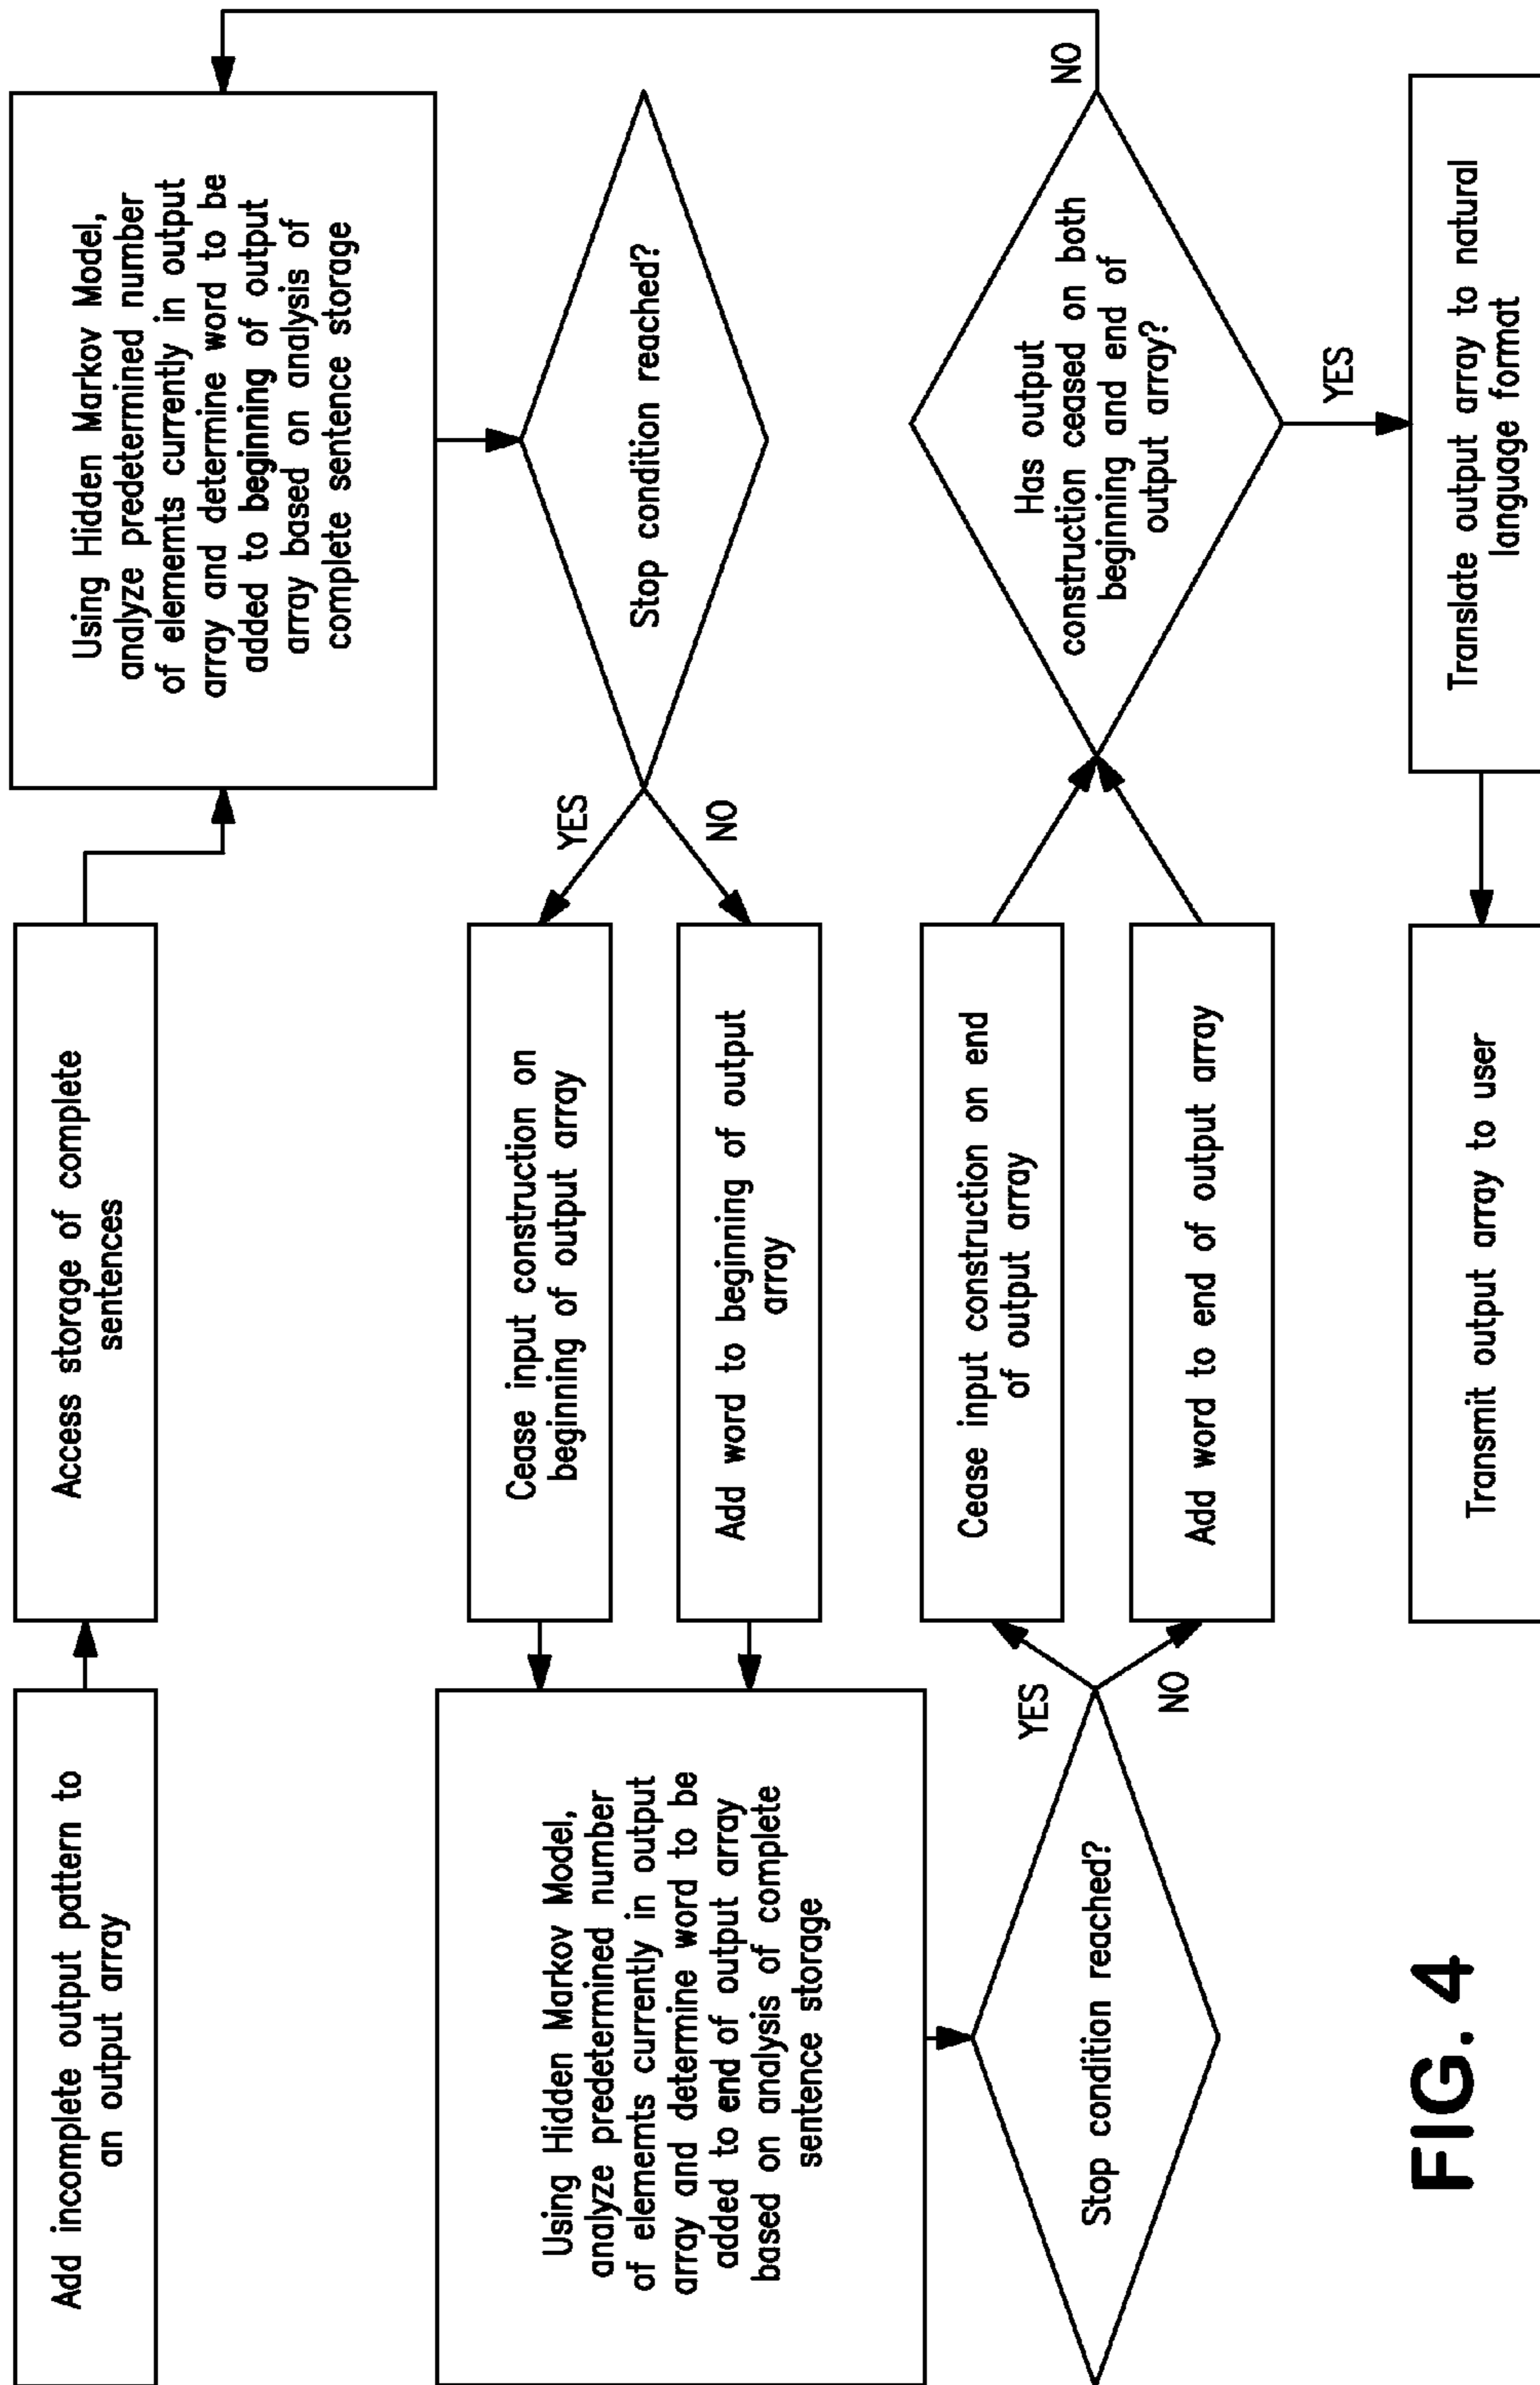 Add incomplete output pattern to
an output array
Access storage of complete
sentences
Using Hidden Markov Model,
analyze predetermined number
of elememts currently in output
array and determine word to be
added to beginning of output
array based on analysis of
complete sentence storage
Stop condition reached?
YES
NO
Cease input construction on
beginning of output array
Add word to beginning of output
array
Using Hidden Markov Model,
analyze predetermined number
of elememts currently in output
array and determine word to be
added to end of output array
based on analysis of complete
sentence storage
Stop condition reached?
YES
NO
Cease input construction on end
of output array
Add word to end of output array
Has output
construction ceased on both
beginning and end of
output array?
NO
YES
Translate output array to natural
language format
Transmit output array to user
FIG. 4